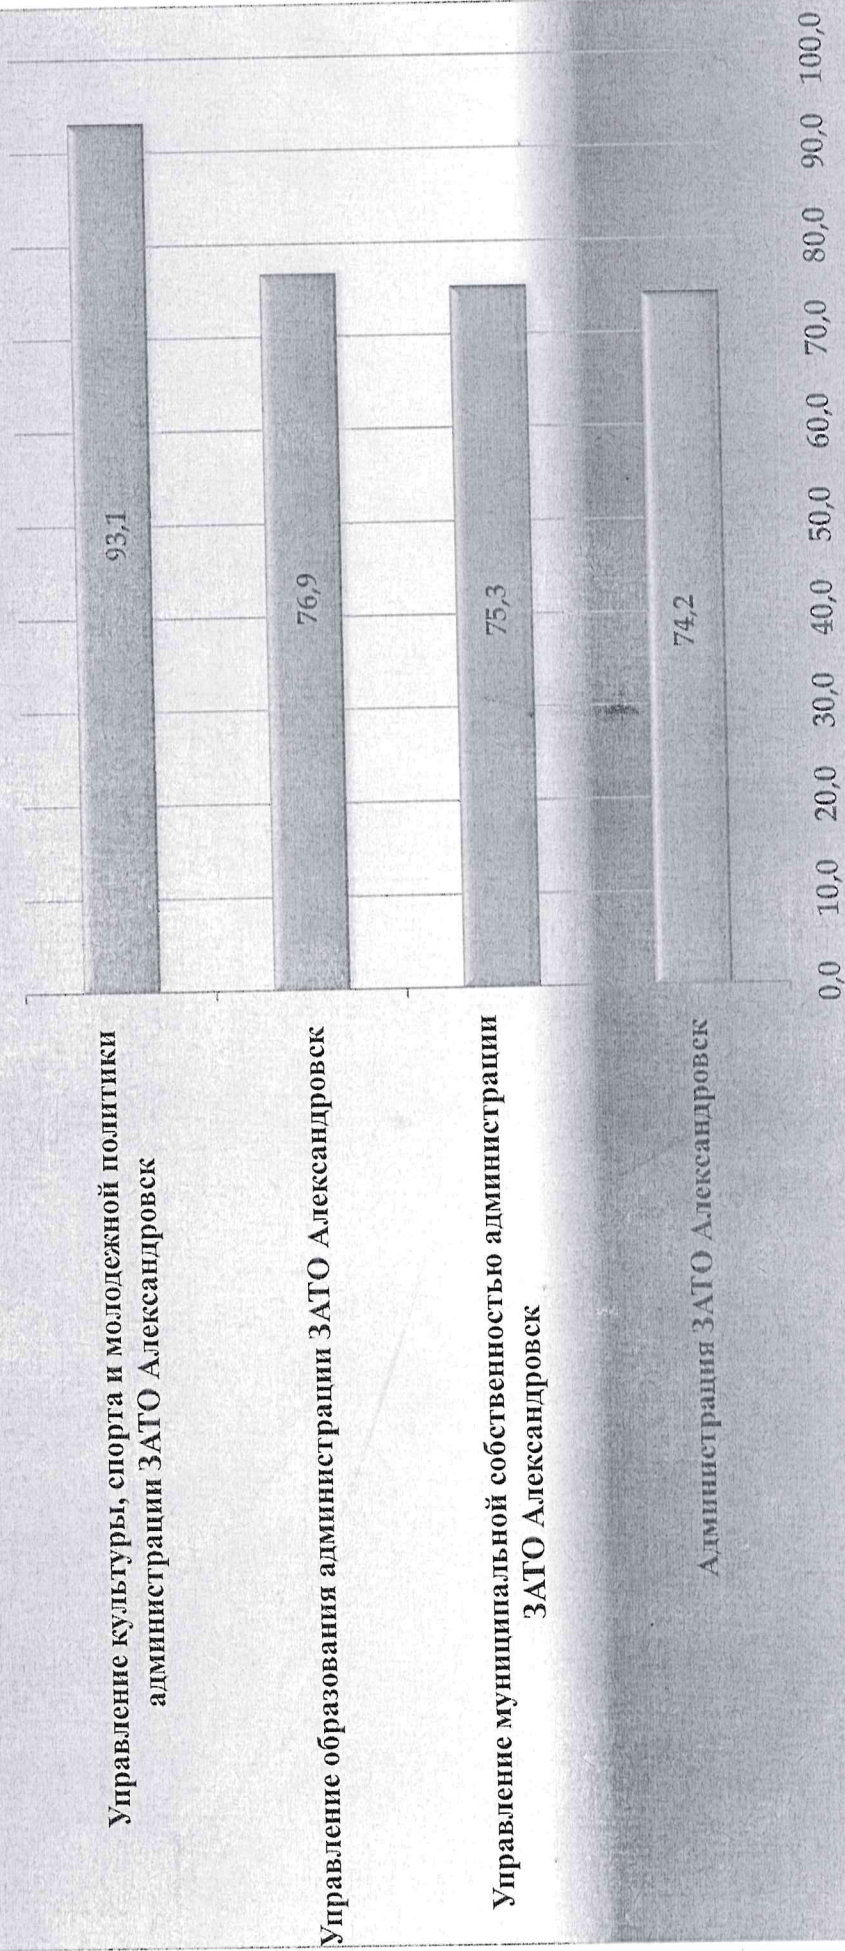 Управление культуры, спорта и молодежной политики
администрации ЗАТО Александровск
93,1
Управление образования администрации ЗАТО Александровск
76,9
Управление муниципальной собственностью администрации
ЗАТО Александровск
75,3
Администрация ЗАТО Александровск
74,2
0,0 10,0 20,0 30,0 40,0 50,0 60,0 70,0 80,0 90,0 100,0